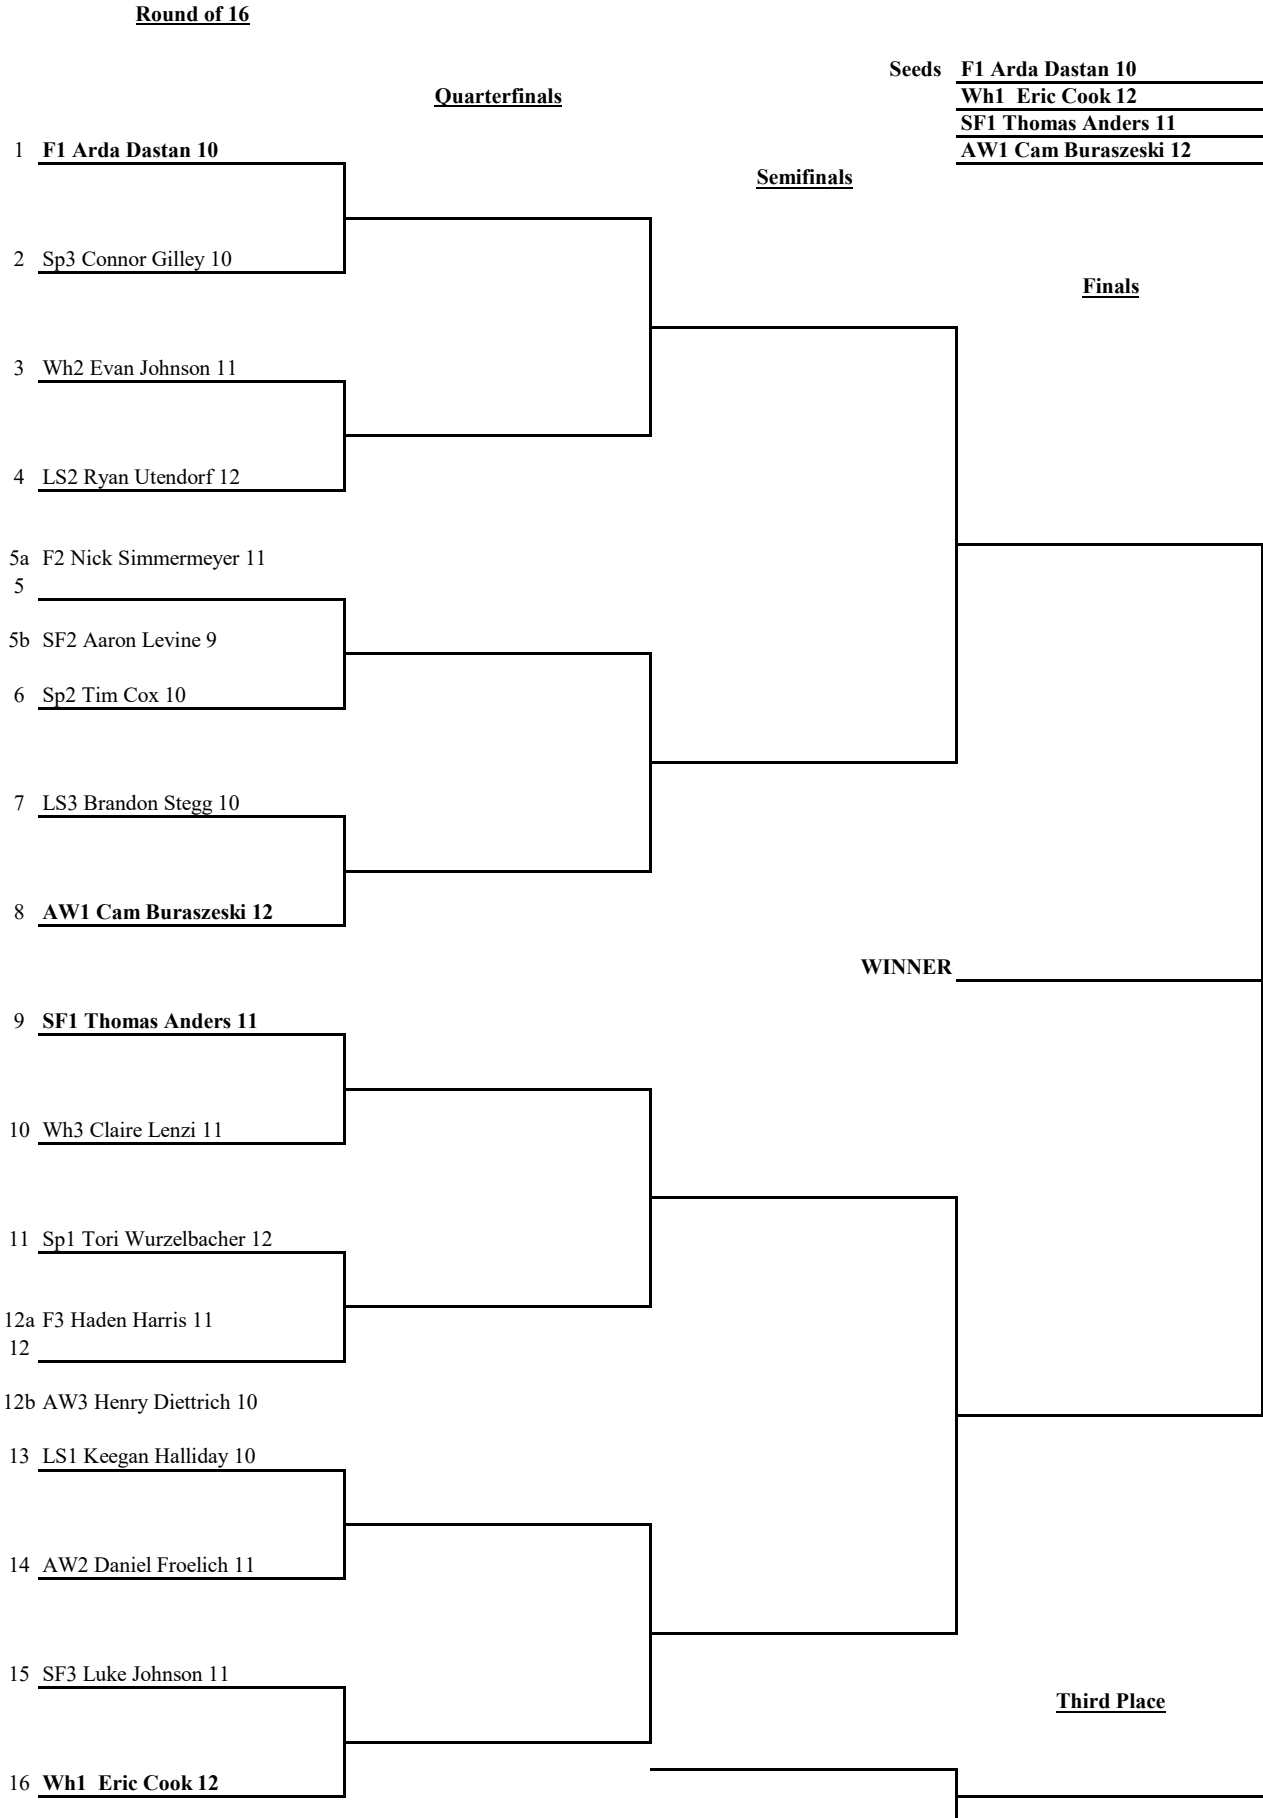 Round of 16
Seeds F1 Arda Dastan 10
Quarterfinals
Wh1  Eric Cook 12
SF1 Thomas Anders 11
1 F1 Arda Dastan 10
AW1 Cam Buraszeski 12
Semifinals
2 Sp3 Connor Gilley 10
Finals
3 Wh2 Evan Johnson 11
4 LS2 Ryan Utendorf 12
5a F2 Nick Simmermeyer 11
5
5b SF2 Aaron Levine 9
6 Sp2 Tim Cox 10
7 LS3 Brandon Stegg 10
8 AW1 Cam Buraszeski 12
WINNER
9 SF1 Thomas Anders 11
10 Wh3 Claire Lenzi 11
11 Sp1 Tori Wurzelbacher 12
12a F3 Haden Harris 11
12
12b AW3 Henry Diettrich 10
13 LS1 Keegan Halliday 10
14 AW2 Daniel Froelich 11
15 SF3 Luke Johnson 11
Third Place
16 Wh1  Eric Cook 12